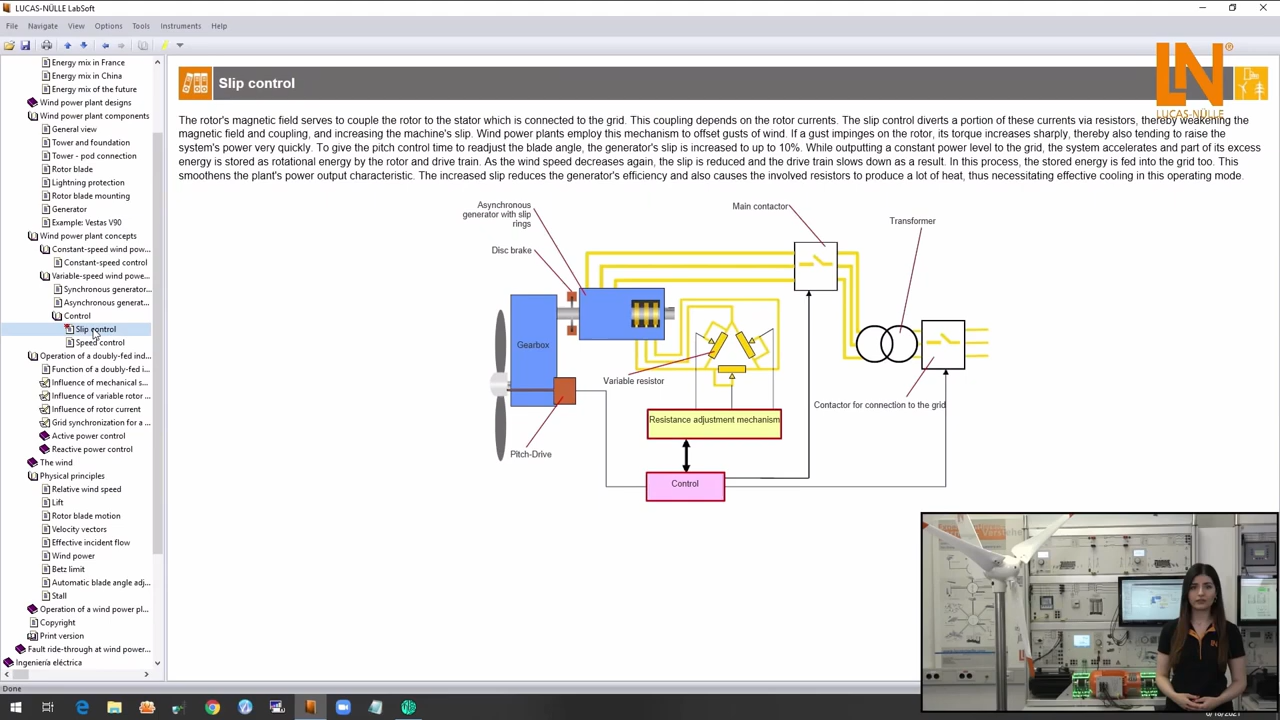 LUCAS-NÜLLE LabSoft
File Navigate View Options Tools Instruments Help
Energy mix in France
Energy mix in China
Energy mix of the future
Wind power plant designs
Wind power plant components
General view
Tower and foundation
Tower - pod connection
Rotor blade
Lightning protection
Rotor blade mounting
Generator
Example: Vestas V90
Wind power plant concepts
Constant-speed wind pow...
Constant-speed control
Variable-speed wind powe...
Synchronous generator...
Asynchronous generat...
Control
Slip control
Speed control
Operation of a doubly-fed ind...
Function of a doubly-fed i...
Influence of mechanical s...
Influence of variable rotor ...
Influence of rotor current
Grid synchronization for a ...
Active power control
Reactive power control
The wind
Physical principles
Relative wind speed
Lift
Rotor blade motion
Velocity vectors
Effective incident flow
Wind power
Betz limit
Automatic blade angle adj...
Stall
Operation of a wind power pl...
Copyright
Print version
Fault ride-through at wind power...
Ingeniería eléctrica
Done
Slip control
LN®
LUCAS-NÜLLE
The rotor's magnetic field serves to couple the rotor to the stator which is connected to the grid. This coupling depends on the rotor currents. The slip control diverts a portion of these currents via resistors, thereby weakening the
magnetic field and coupling, and increasing the machine's slip. Wind power plants employ this mechanism to offset gusts of wind. If a gust impinges on the rotor, its torque increases sharply, thereby also tending to raise the
system's power very quickly. To give the pitch control time to readjust the blade angle, the generator's slip is increased to up to 10%. While outputting a constant power level to the grid, the system accelerates and part of its excess
energy is stored as rotational energy by the rotor and drive train. As the wind speed decreases again, the slip is reduced and the drive train slows down as a result. In this process, the stored energy is fed into the grid too. This
smoothens the plant's power output characteristic. The increased slip reduces the generator's efficiency and also causes the involved resistors to produce a lot of heat, thus necessitating effective cooling in this operating mode.
Asynchronous
generator with slip
rings
Main contactor
Transformer
Disc brake
Gearbox
Variable resistor
Contactor for connection to the grid
Resistance adjustment mechanism
Pitch-Drive
Control